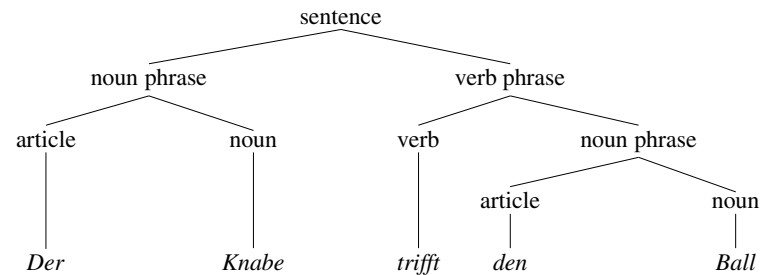 sentence
noun phrase verb phrase
article noun verb noun phrase
article noun
Der Knabe trifft den Ball